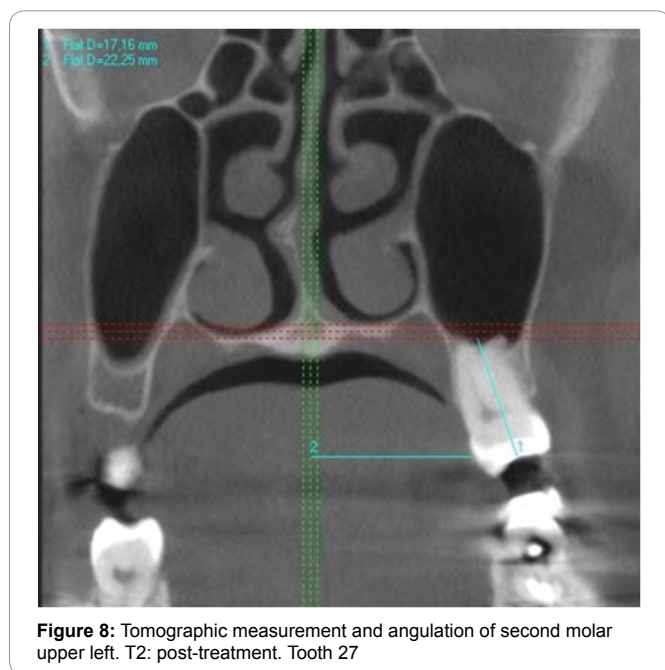 1 Flat D=17,16 mm
2 Flat D=22,25 mm
2
1
Figure 8: Tomographic measurement and angulation of second molar
upper left. T2: post-treatment. Tooth 27